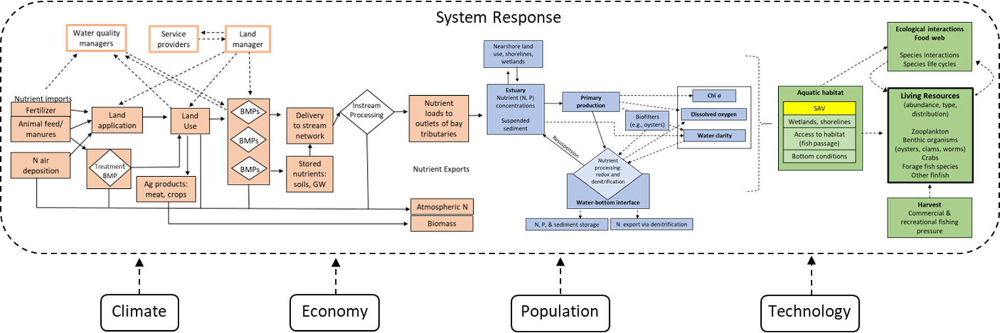 System Response
Water quality
managers
Service
providers
Land
manager
Nutrient imports
Fertilizer
Animal feed/
manures
N air
deposition
Land
application
Treatment
BMP
Land
Use
Ag products:
meat, crops
BMPs
BMPs
BMPs
Delivery
to stream
network
Stored
nutrients:
soils, GW
Instream
Processing
Nutrient
loads to
outlets of bay
tributaries
Nutrient Exports
Atmospheric N
Biomass
Nearshore land
use, shorelines,
wetlands
Estuary
Nutrient (N, P)
concentrations
Suspended
sediment
Primary
production
Biofilters
(e.g., oysters)
Chl a
Dissolved oxygen
Water clarity
Resuspension
Nutrient
processing:
redox and
denitrification
Water-bottom interface
N, P, & sediment storage
N export via denitrification
Aquatic habitat
SAV
Wetlands, shorelines
Access to habitat
(fish passage)
Bottom conditions
Ecological interactions
Food web
Species interactions
Species life cycles
Living Resources
(abundance, type,
distribution)
Zooplankton
Benthic organisms
(oysters, clams, worms)
Crabs
Forage fish species
Other finfish
Harvest
Commercial &
recreational fishing
pressure
Climate
Economy
Population
Technology